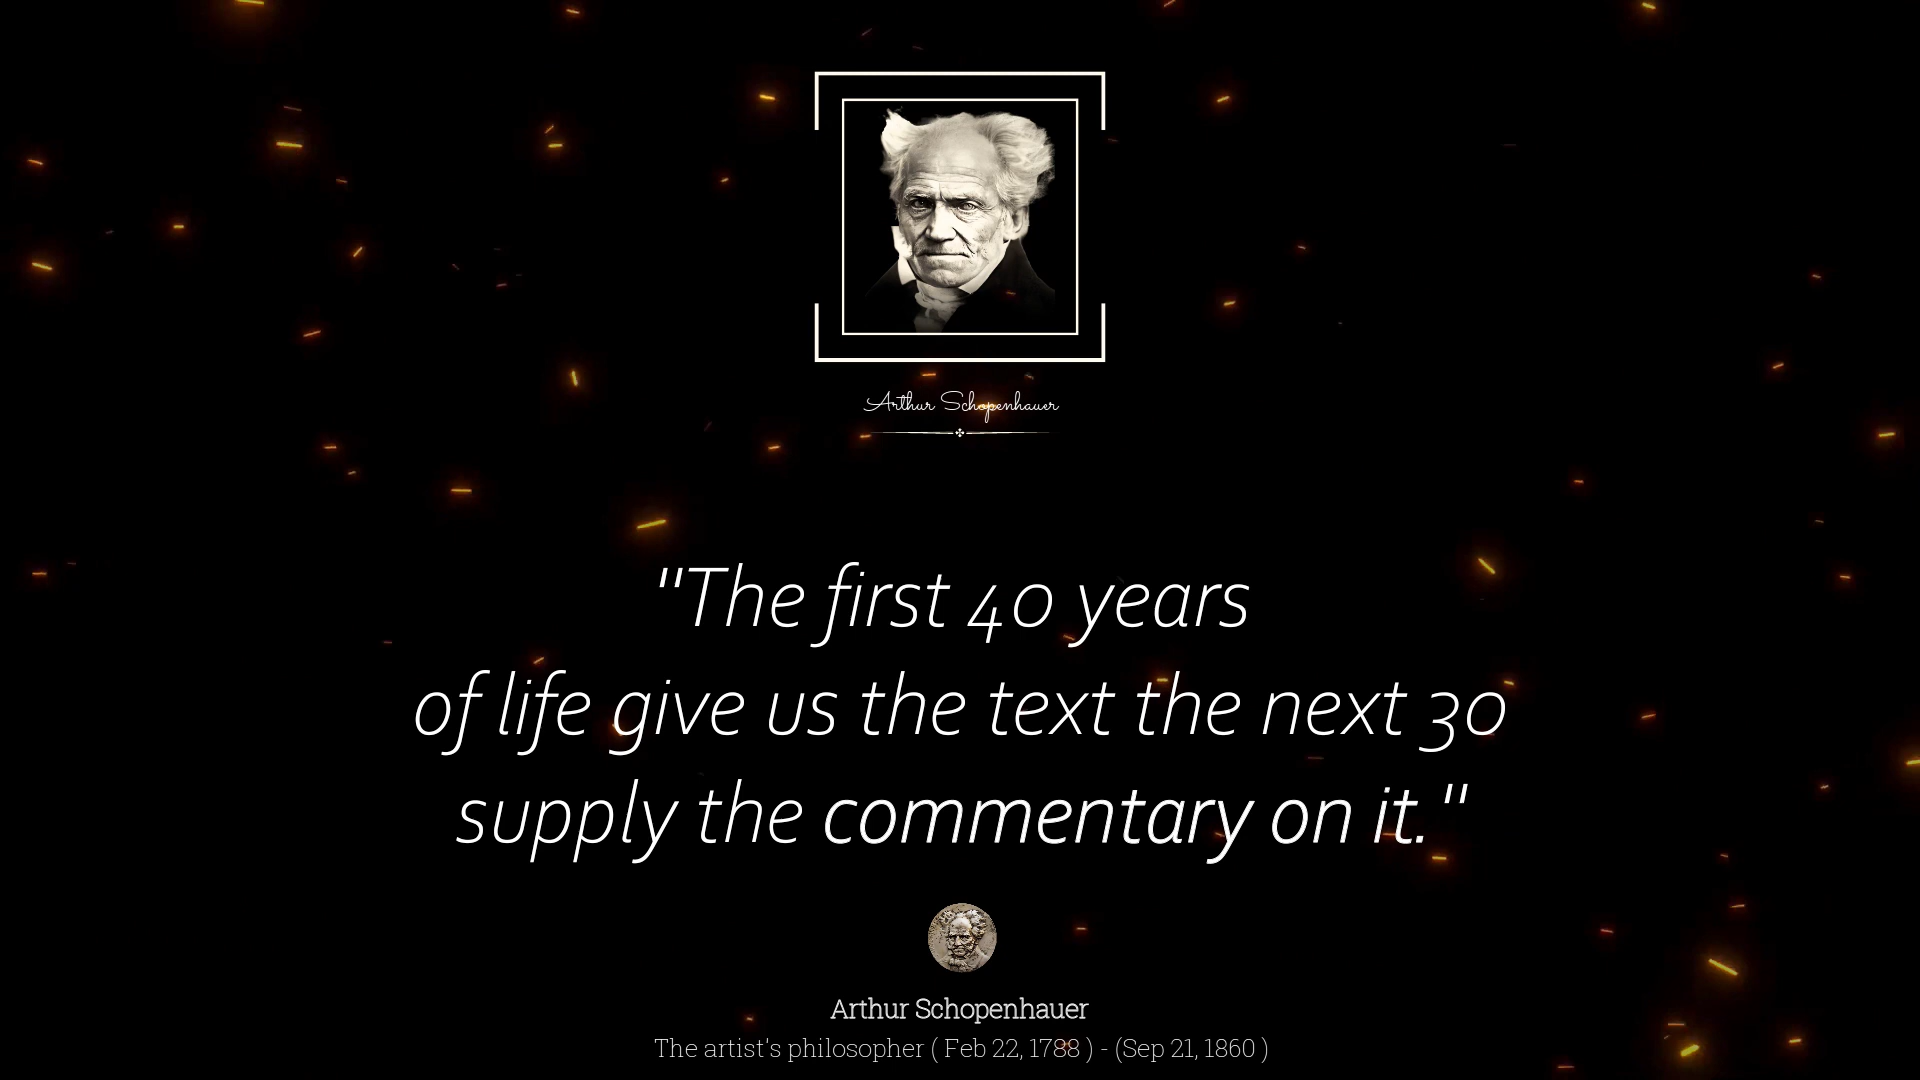 Arthur Schopenhauer
"The first 40 years
of life give us the text the next 30
supply the commentary on it."
Arthur Schopenhauer
The artist's philosopher ( Feb 22, 1788 ) - (Sep 21, 1860 )